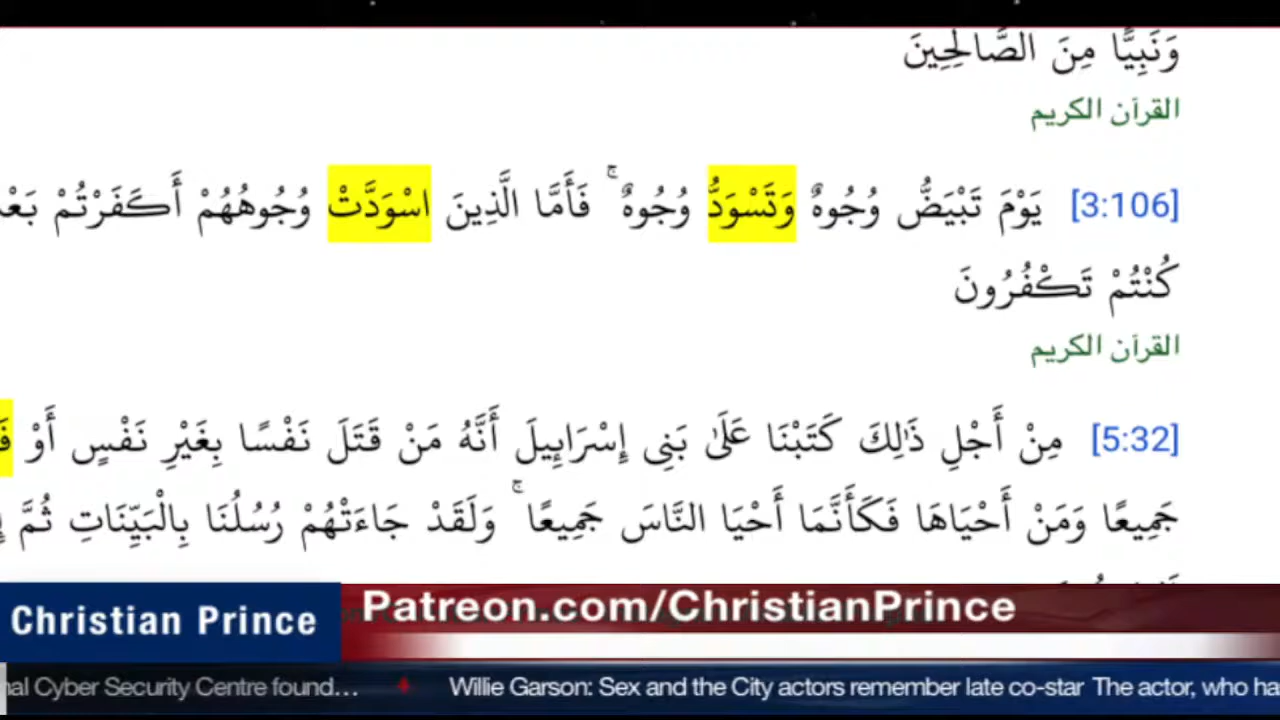 وَنَبِيًّا مِنَ الصَّالِحِينَ
القرآن الكريم
[3:106] يَوْمَ تَبْيَضُّ وُجُوهٌ وَتَسْوَدُّ وُجُوهٌ ۚ فَأَمَّا الَّذِينَ اسْوَدَّتْ وُجُوهُهُمْ أَكَفَرْتُمْ
كُنْتُمْ تَكْفُرُونَ
القرآن الكريم
[5:32] مِنْ أَجْلِ ذَٰلِكَ كَتَبْنَا عَلَىٰ بَنِى إِسْرَايِيلَ أَنَّهُ مَنْ قَتَلَ نَفْسًا بِغَيْرِ نَفْسٍ أَوْ
جَمِيعًا وَمَنْ أَحْيَاهَا فَكَأَنَّمَا أَحْيَا النَّاسَ جَمِيعًا ۚ وَلَقَدْ جَاءَتْهُمْ رُسُلُنَا بِالْبَيِّنَاتِ ثُمَّ
Christian Prince
Patreon.com/ChristianPrince
Cyber Security Centre found... Willie Garson: Sex and the City actors remember late co-star The actor, who